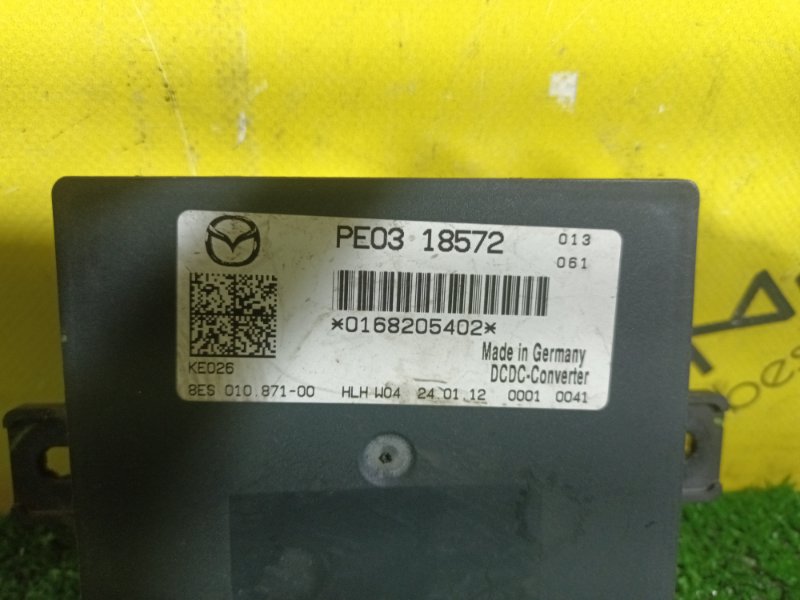 PE03 18572 013
061
*0168205402*
Made in Germany
DCDC-Converter
KE026
8ES 010.871-00 HLH W04 24.01.12 0001 0041